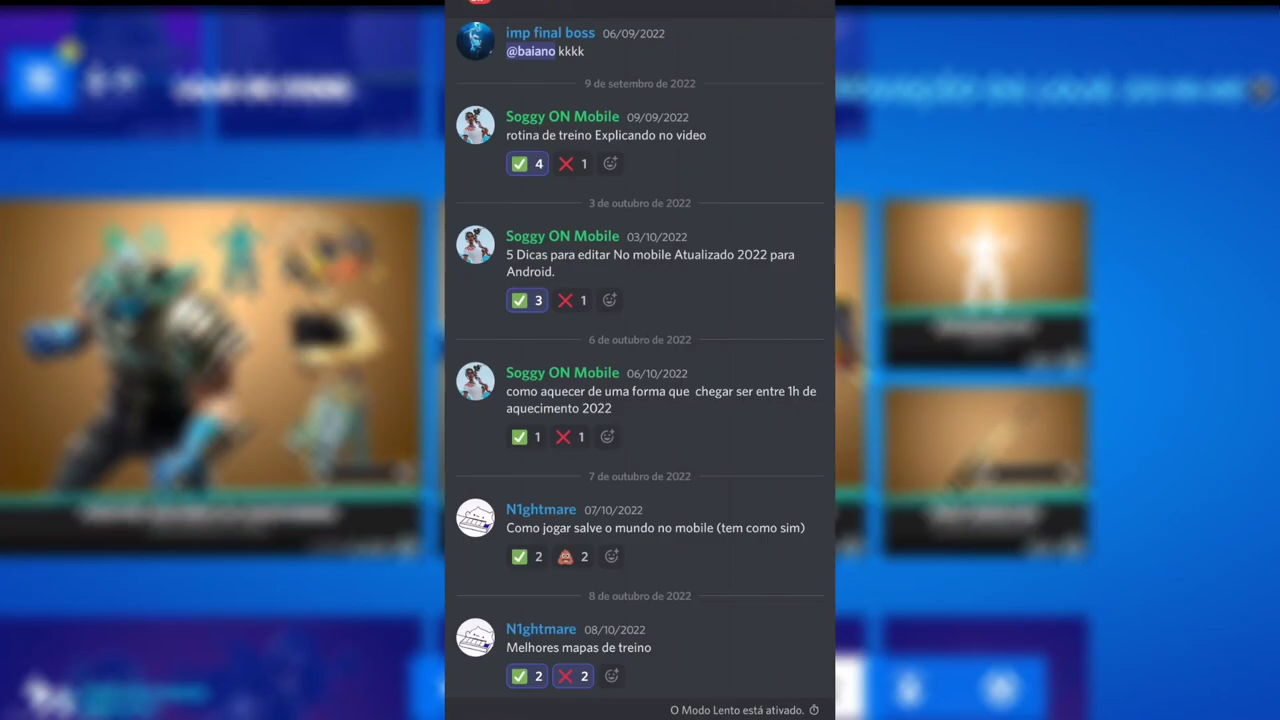 imp final boss 06/09/2022
@baiano kkkk
9 de setembro de 2022
Soggy ON Mobile 09/09/2022
rotina de treino Explicando no video
✅ 4 ❌ 1
3 de outubro de 2022
Soggy ON Mobile 03/10/2022
5 Dicas para editar No mobile Atualizado 2022 para
Android.
✅ 3 ❌ 1
6 de outubro de 2022
Soggy ON Mobile 06/10/2022
como aquecer de uma forma que  chegar ser entre 1h de
aquecimento 2022
✅ 1 ❌ 1
7 de outubro de 2022
N1ghtmare 07/10/2022
Como jogar salve o mundo no mobile (tem como sim)
✅ 2 💩 2
8 de outubro de 2022
N1ghtmare 08/10/2022
Melhores mapas de treino
✅ 2 ❌ 2
O Modo Lento está ativado.